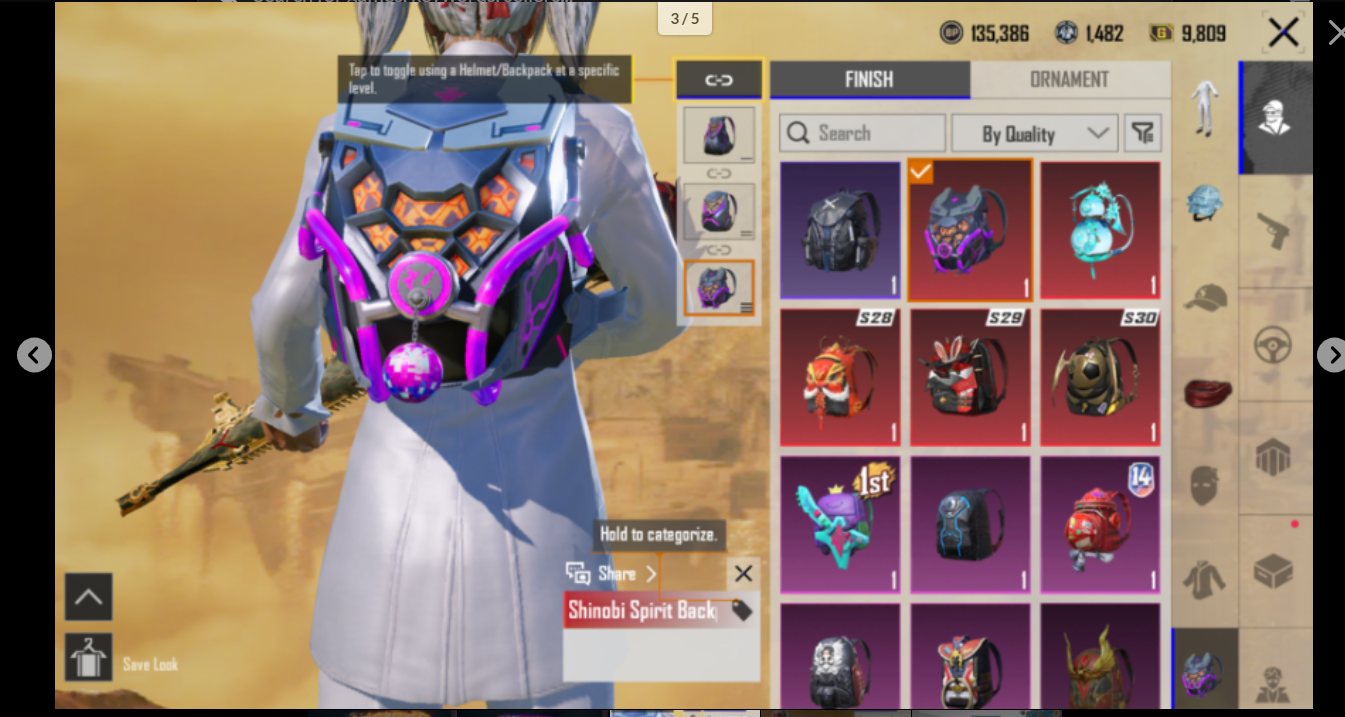 3 / 5
BP 135,386 1,482 G 9,809
Tap to toggle using a Helmet/Backpack at a specific
level.
FINISH ORNAMENT
Search By Quality
1 1 1
S28 S29 S30
1 1 1
1st 14
1 1 1
Hold to categorize.
Share
Shinobi Spirit Back
Save Look